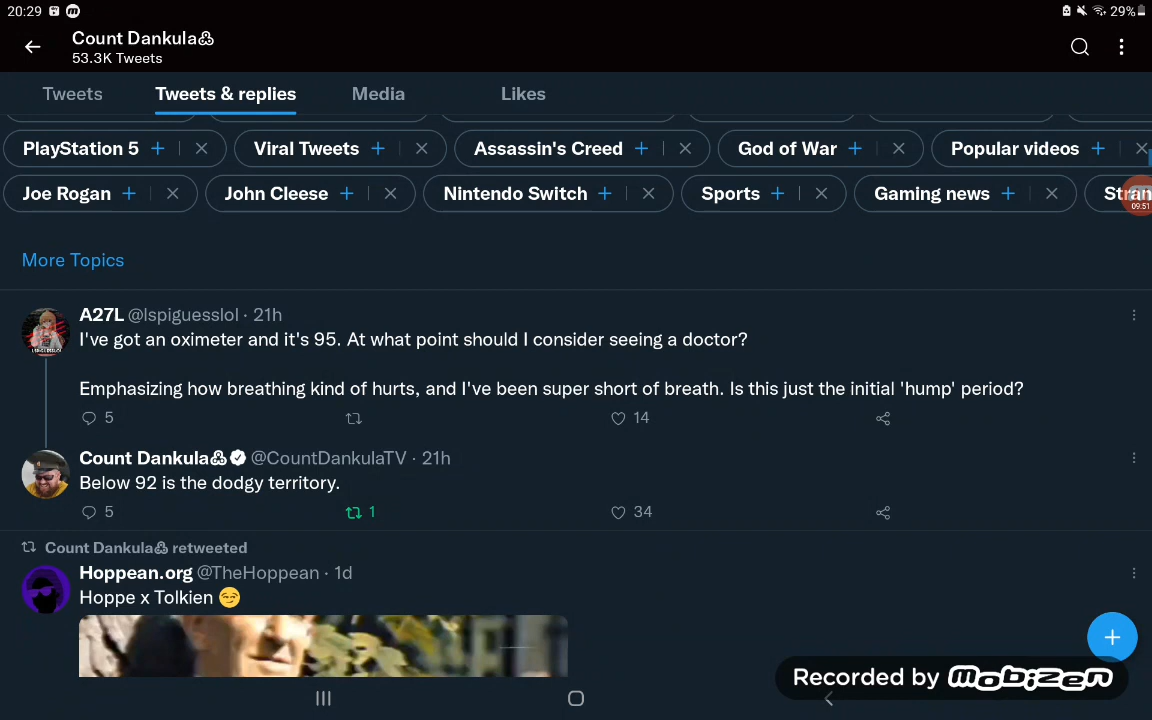 20:29 29%
Count Dankula
53.3K Tweets
Tweets Tweets & replies Media Likes
PlayStation 5 + Viral Tweets + Assassin's Creed + God of War + Popular videos +
Joe Rogan + John Cleese + Nintendo Switch + Sports + Gaming news +
09:51
More Topics
A27L @lspiguesslol · 21h
I've got an oximeter and it's 95. At what point should I consider seeing a doctor?
Emphasizing how breathing kind of hurts, and I've been super short of breath. Is this just the initial 'hump' period?
5 14
Count Dankula @CountDankulaTV · 21h
Below 92 is the dodgy territory.
5 1 34
Count Dankula retweeted
Hoppean.org @TheHoppean · 1d
Hoppe x Tolkien 😏
Recorded by Mobizen